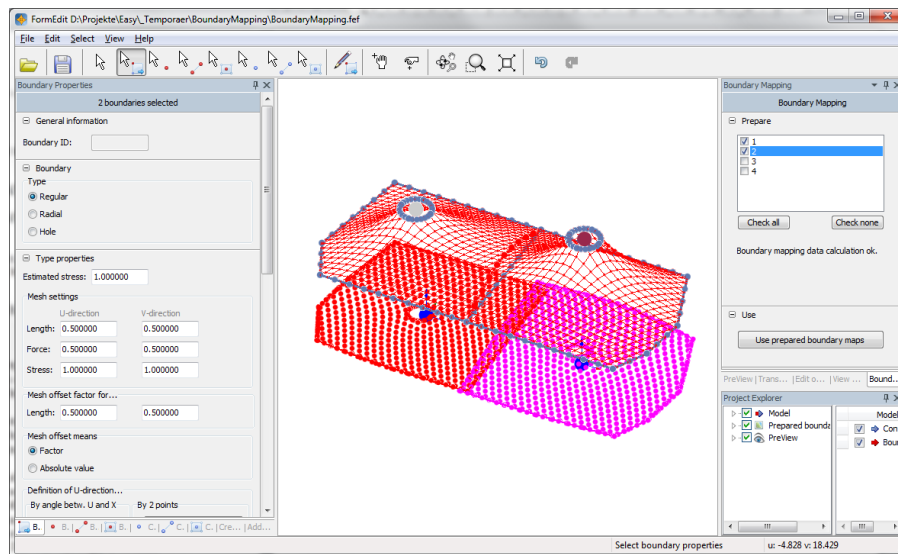 FormEdit D:\Projekte\Easy\_Temporaer\BoundaryMapping\BoundaryMapping.fef
File Edit Select View Help
Boundary Properties
2 boundaries selected
General information
Boundary ID:
Boundary
Type
Regular
Radial
Hole
Type properties
Estimated stress: 1.000000
Mesh settings
U-direction V-direction
Length: 0.500000 0.500000
Force: 0.500000 0.500000
Stress: 1.000000 1.000000
Mesh offset factor for...
Length: 0.500000 0.500000
Mesh offset means
Factor
Absolute value
Definition of U-direction...
By angle betw. U and X By 2 points
B. B. B. B. C. C. C. Cre... Add...
Boundary Mapping
Boundary Mapping
Prepare
1
2
3
4
Check all Check none
Boundary mapping data calculation ok.
Use
Use prepared boundary maps
PreView Trans... Edit o... View ... Bound...
Project Explorer
Model
Prepared bounda
PreView
Model
Con
Bou
Select boundary properties u: -4.828 v: 18.429